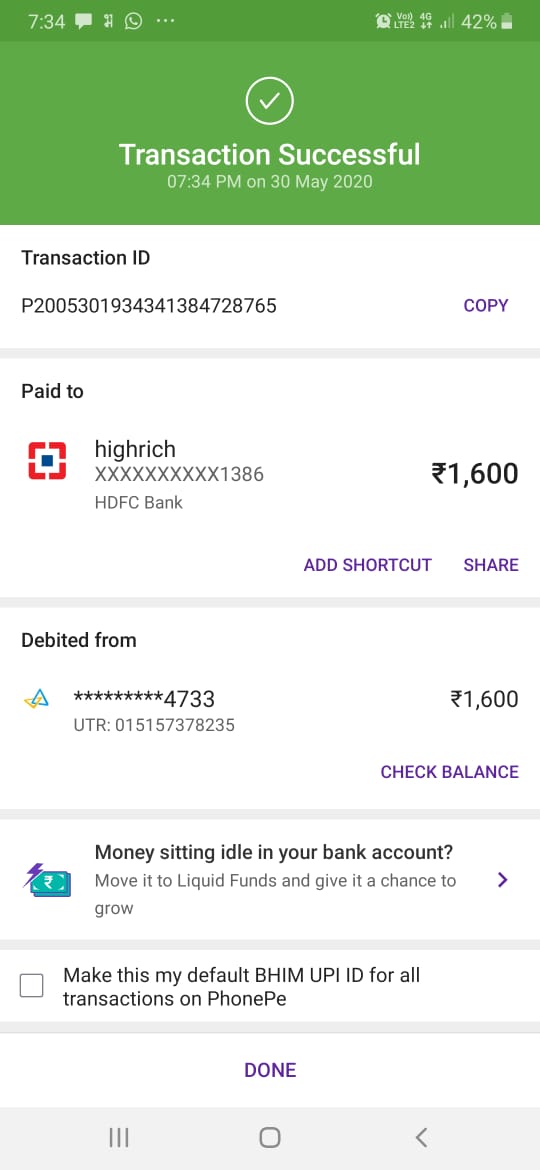 7:34
Vo)) 4G
LTE2
42%
Transaction Successful
07:34 PM on 30 May 2020
Transaction ID
P2005301934341384728765
COPY
Paid to
highrich
XXXXXXXXXX1386
₹1,600
HDFC Bank
ADD SHORTCUT SHARE
Debited from
*********4733
₹1,600
UTR: 015157378235
CHECK BALANCE
Money sitting idle in your bank account?
Move it to Liquid Funds and give it a chance to
grow
₹
Make this my default BHIM UPI ID for all
transactions on PhonePe
DONE